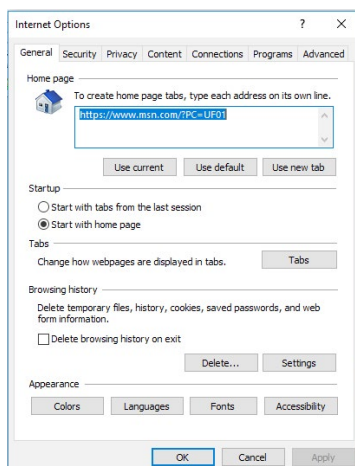 Internet Options
? X
General Security Privacy Content Connections Programs Advanced
Home page
To create home page tabs, type each address on its own line.
https://www.msn.com/?PC=UF01
Use current Use default Use new tab
Startup
Start with tabs from the last session
Start with home page
Tabs
Change how webpages are displayed in tabs. Tabs
Browsing history
Delete temporary files, history, cookies, saved passwords, and web
form information.
Delete browsing history on exit
Delete... Settings
Appearance
Colors Languages Fonts Accessibility
OK Cancel Apply